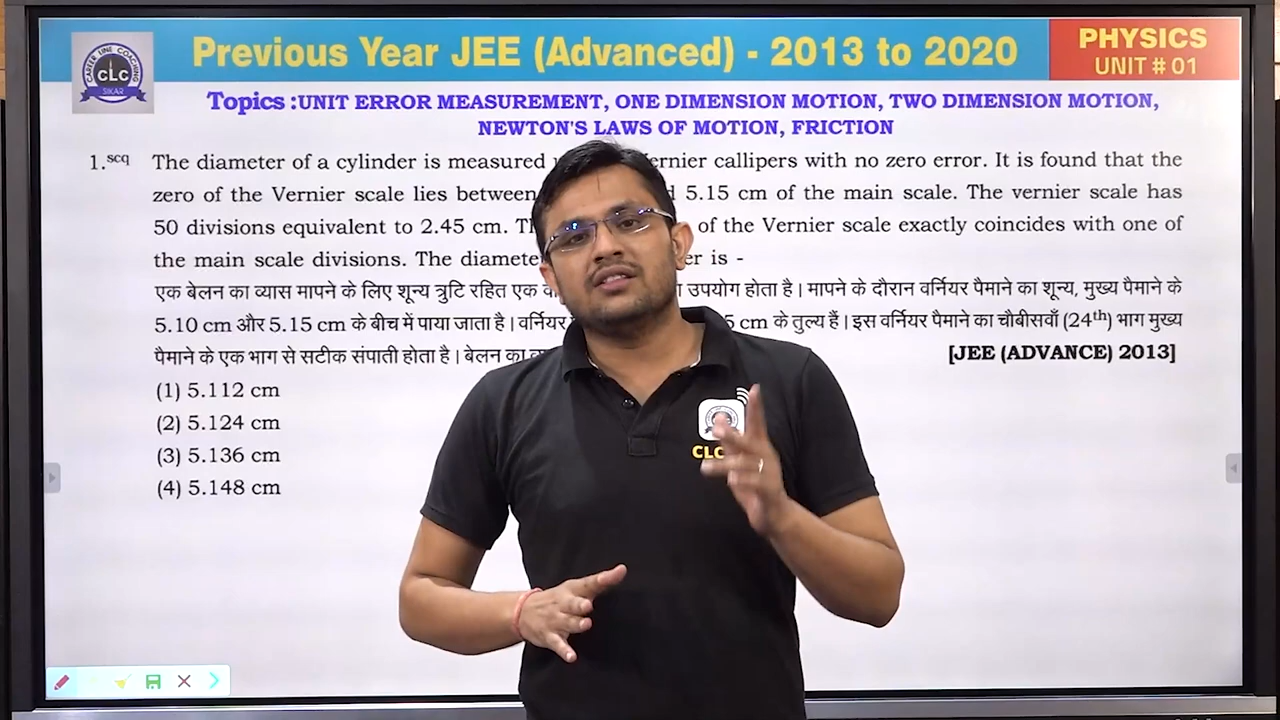 Previous Year JEE (Advanced) - 2013 to 2020
PHYSICS
UNIT # 01
CAREER LINE COACHING
CLC
SIKAR
Topics :UNIT ERROR MEASUREMENT, ONE DIMENSION MOTION, TWO DIMENSION MOTION,
NEWTON'S LAWS OF MOTION, FRICTION
1.scq The diameter of a cylinder is measured ernier callipers with no zero error. It is found that the
zero of the Vernier scale lies between 5.15 cm of the main scale. The vernier scale has
50 divisions equivalent to 2.45 cm. of the Vernier scale exactly coincides with one of
the main scale divisions. The diamete er is -
एक बेलन का व्यास मापने के लिए शून्य त्रुटि रहित एक उपयोग होता है। मापने के दौरान वर्नियर पैमाने का शून्य, मुख्य पैमाने के
5.10 cm और 5.15 cm के बीच में पाया जाता है। वर्नियर cm के तुल्य हैं। इस वर्नियर पैमाने का चौबीसवाँ (24th) भाग मुख्य
पैमाने के एक भाग से सटीक संपाती होता है। बेलन का [JEE (ADVANCE) 2013]
(1) 5.112 cm
(2) 5.124 cm
(3) 5.136 cm
(4) 5.148 cm
CLC